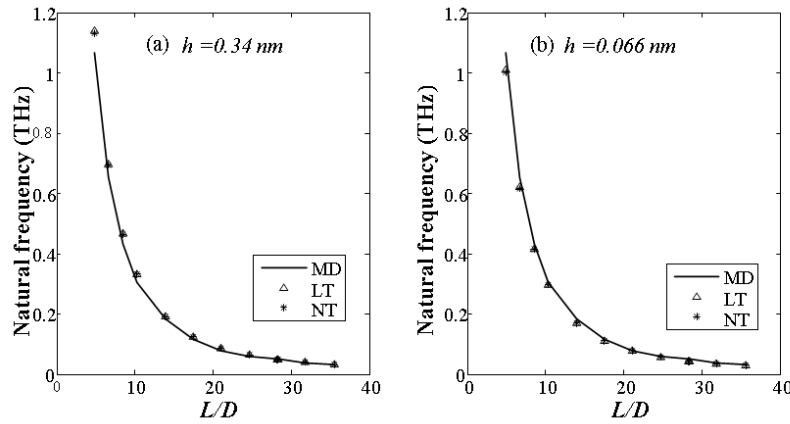 1.2
1
0.8
0.6
0.4
0.2
0
Natural frequency (THz)
(a) h =0.34 nm
MD
LT
NT
0 10 20 30 40
L/D
1.2
1
0.8
0.6
0.4
0.2
0
Natural frequency (THz)
(b) h =0.066 nm
MD
LT
NT
0 10 20 30 40
L/D